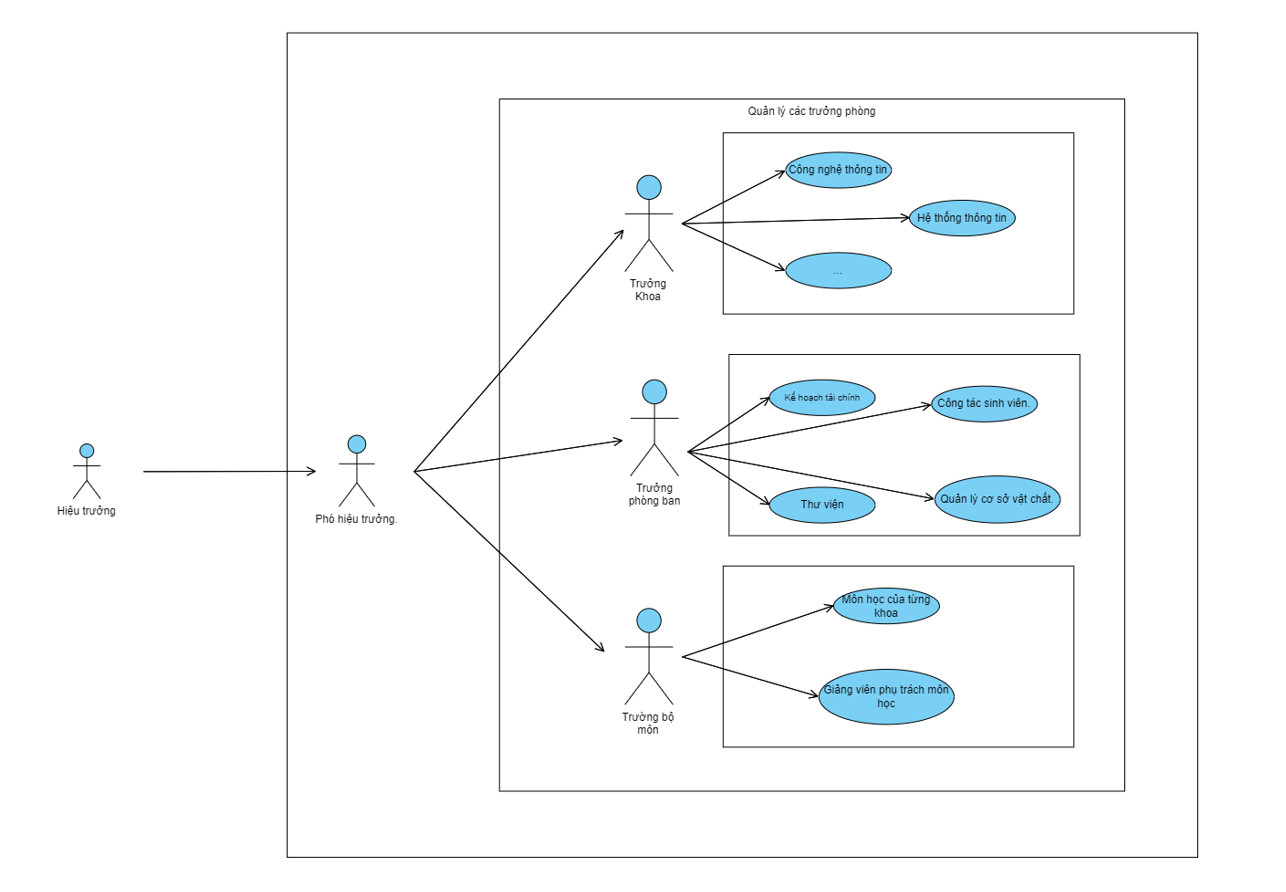 Quản lý các trưởng phòng
Công nghệ thông tin
Hệ thống thông tin
...
Trưởng
Khoa
Kế hoạch tài chính
Công tác sinh viên.
Thư viện
Quản lý cơ sở vật chất.
Trưởng
phòng ban
Hiệu trưởng
Phó hiệu trưởng.
Môn học của từng
khoa
Giảng viên phụ trách môn
học
Trường bộ
môn